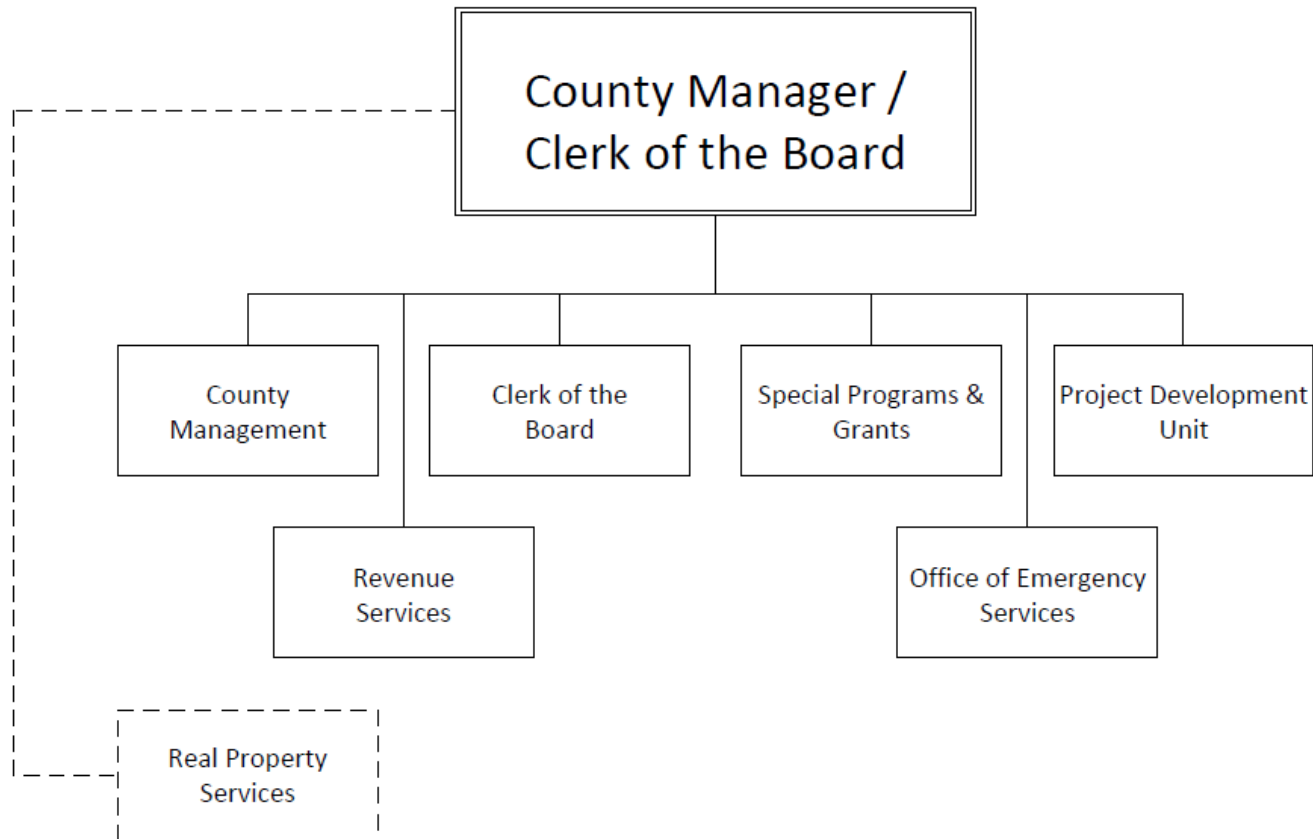 County Manager /
Clerk of the Board
County
Management
Clerk of the
Board
Special Programs &
Grants
Project Development
Unit
Revenue
Services
Office of Emergency
Services
Real Property
Services